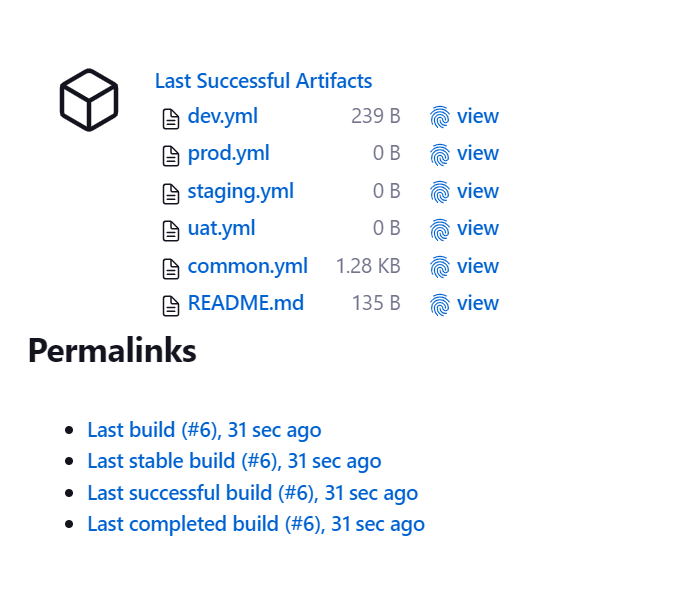 Last Successful Artifacts
dev.yml 239 B view
prod.yml 0 B view
staging.yml 0 B view
uat.yml 0 B view
common.yml 1.28 KB view
README.md 135 B view
Permalinks
Last build (#6), 31 sec ago
Last stable build (#6), 31 sec ago
Last successful build (#6), 31 sec ago
Last completed build (#6), 31 sec ago